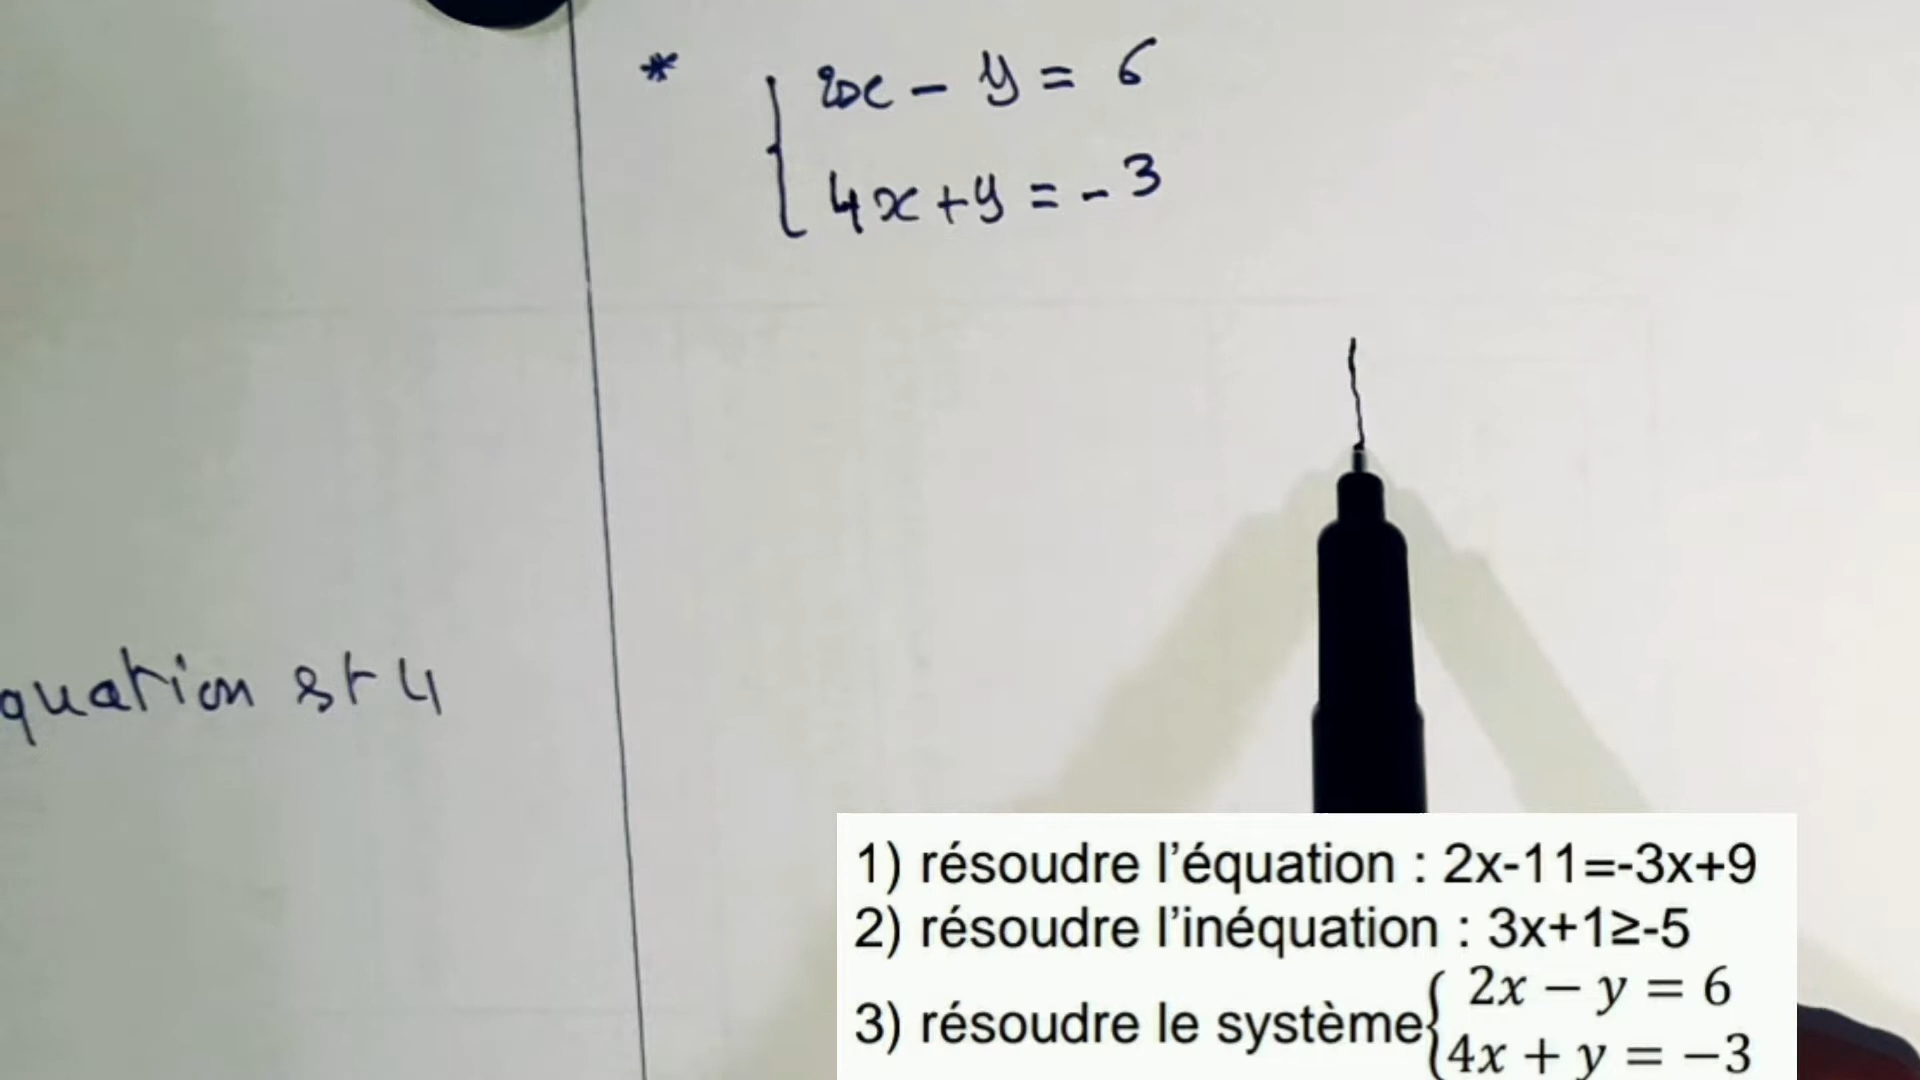 * { 2x - y = 6
4x + y = - 3
quation st 4
1) résoudre l'équation : 2x-11=-3x+9
2) résoudre l'inéquation : 3x+1≥-5
3) résoudre le système { 2x − y = 6
4x + y = −3